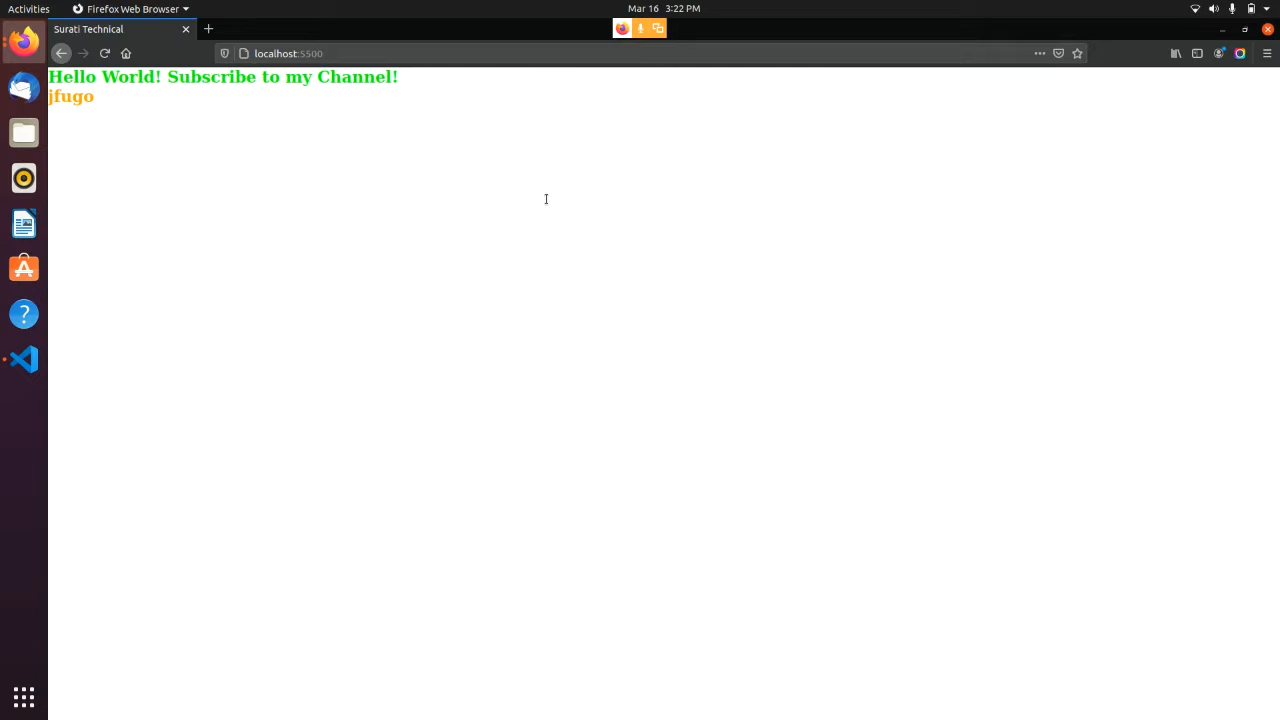 Activities
Firefox Web Browser
Mar 16 3:22 PM
Surati Technical
localhost:5500
Hello World! Subscribe to my Channel!
jfugo